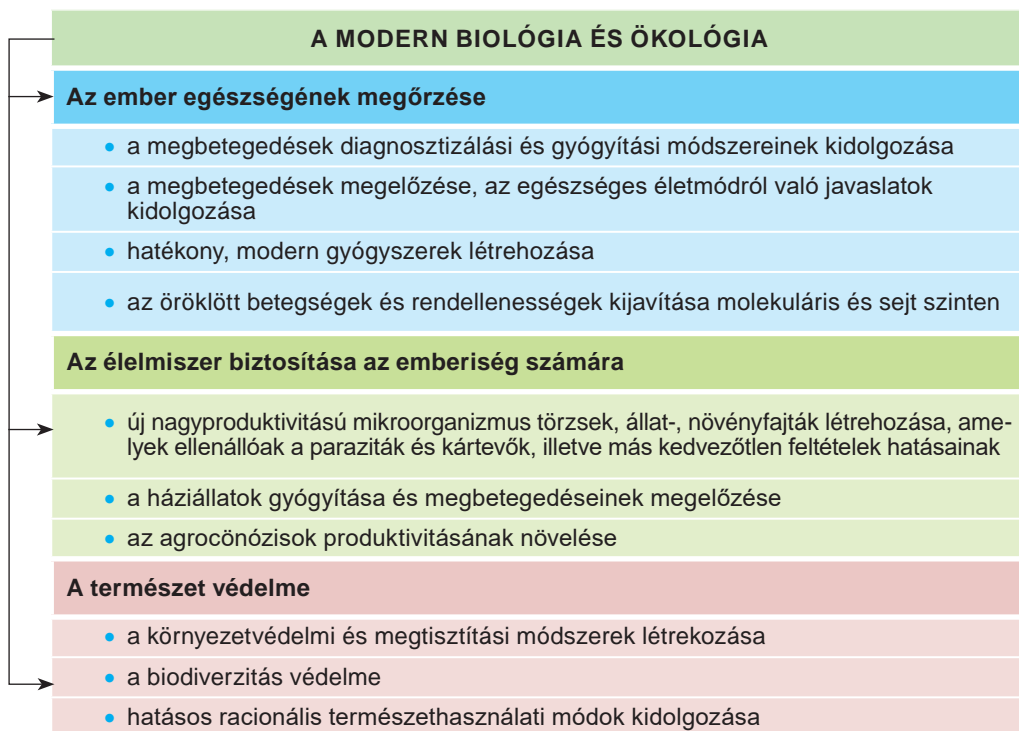 A MODERN BIOLÓGIA ÉS ÖKOLÓGIA
Az ember egészségének megőrzése
• a megbetegedések diagnosztizálási és gyógyítási módszereinek kidolgozása
• a megbetegedések megelőzése, az egészséges életmódról való javaslatok
kidolgozása
• hatékony, modern gyógyszerek létrehozása
• az öröklött betegségek és rendellenességek kijavítása molekuláris és sejt szinten
Az élelmiszer biztosítása az emberiség számára
• új nagyproduktivitású mikroorganizmus törzsek, állat-, növényfajták létrehozása, ame-
lyek ellenállóak a paraziták és kártevők, illetve más kedvezőtlen feltételek hatásainak
• a háziállatok gyógyítása és megbetegedéseinek megelőzése
• az agrocönózisok produktivitásának növelése
A természet védelme
• a környezetvédelmi és megtisztítási módszerek létrekozása
• a biodiverzitás védelme
• hatásos racionális természethasználati módok kidolgozása